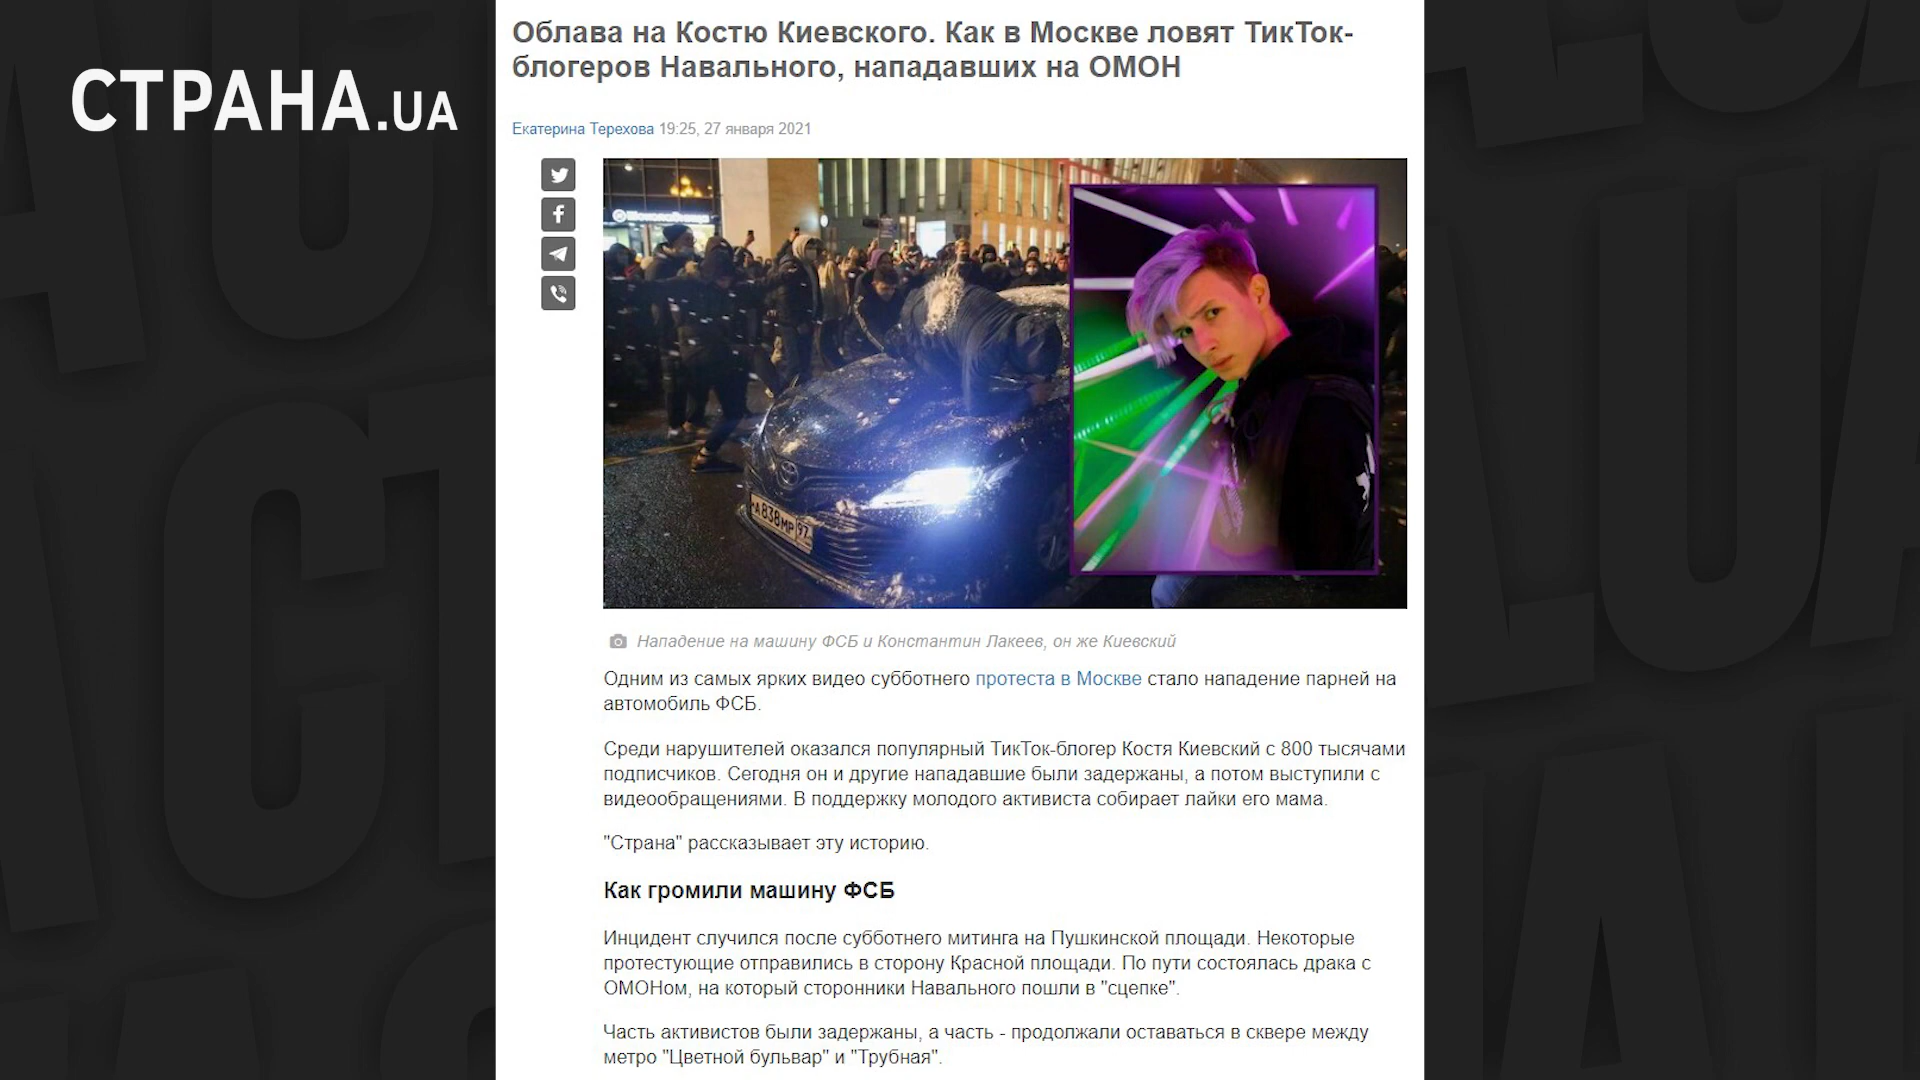 СТРАНА.UA
Облава на Костю Киевского. Как в Москве ловят ТикТок-
блогеров Навального, нападавших на ОМОН
Екатерина Терехова 19:25, 27 января 2021
Шоколадница
А838МР 97
Нападение на машину ФСБ и Константин Лакеев, он же Киевский
Одним из самых ярких видео субботнего протеста в Москве стало нападение парней на
автомобиль ФСБ.
Среди нарушителей оказался популярный ТикТок-блогер Костя Киевский с 800 тысячами
подписчиков. Сегодня он и другие нападавшие были задержаны, а потом выступили с
видеообращениями. В поддержку молодого активиста собирает лайки его мама.
"Страна" рассказывает эту историю.
Как громили машину ФСБ
Инцидент случился после субботнего митинга на Пушкинской площади. Некоторые
протестующие отправились в сторону Красной площади. По пути состоялась драка с
ОМОНом, на который сторонники Навального пошли в "сцепке".
Часть активистов были задержаны, а часть - продолжали оставаться в сквере между
метро "Цветной бульвар" и "Трубная".